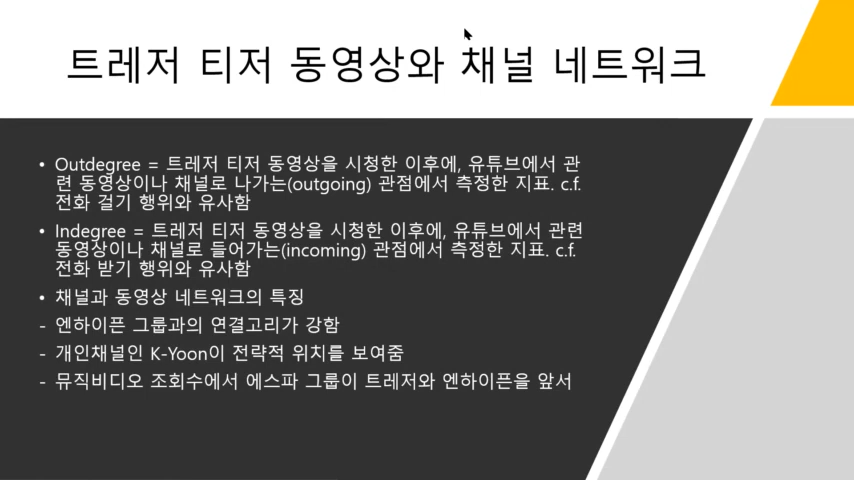 트레저 티저 동영상와 채널 네트워크
• Outdegree = 트레저 티저 동영상을 시청한 이후에, 유튜브에서 관
련 동영상이나 채널로 나가는(outgoing) 관점에서 측정한 지표. c.f.
전화 걸기 행위와 유사함
• Indegree = 트레저 티저 동영상을 시청한 이후에, 유튜브에서 관련
동영상이나 채널로 들어가는(incoming) 관점에서 측정한 지표. c.f.
전화 받기 행위와 유사함
• 채널과 동영상 네트워크의 특징
- 엔하이픈 그룹과의 연결고리가 강함
- 개인채널인 K-Yoon이 전략적 위치를 보여줌
- 뮤직비디오 조회수에서 에스파 그룹이 트레저와 엔하이픈을 앞서